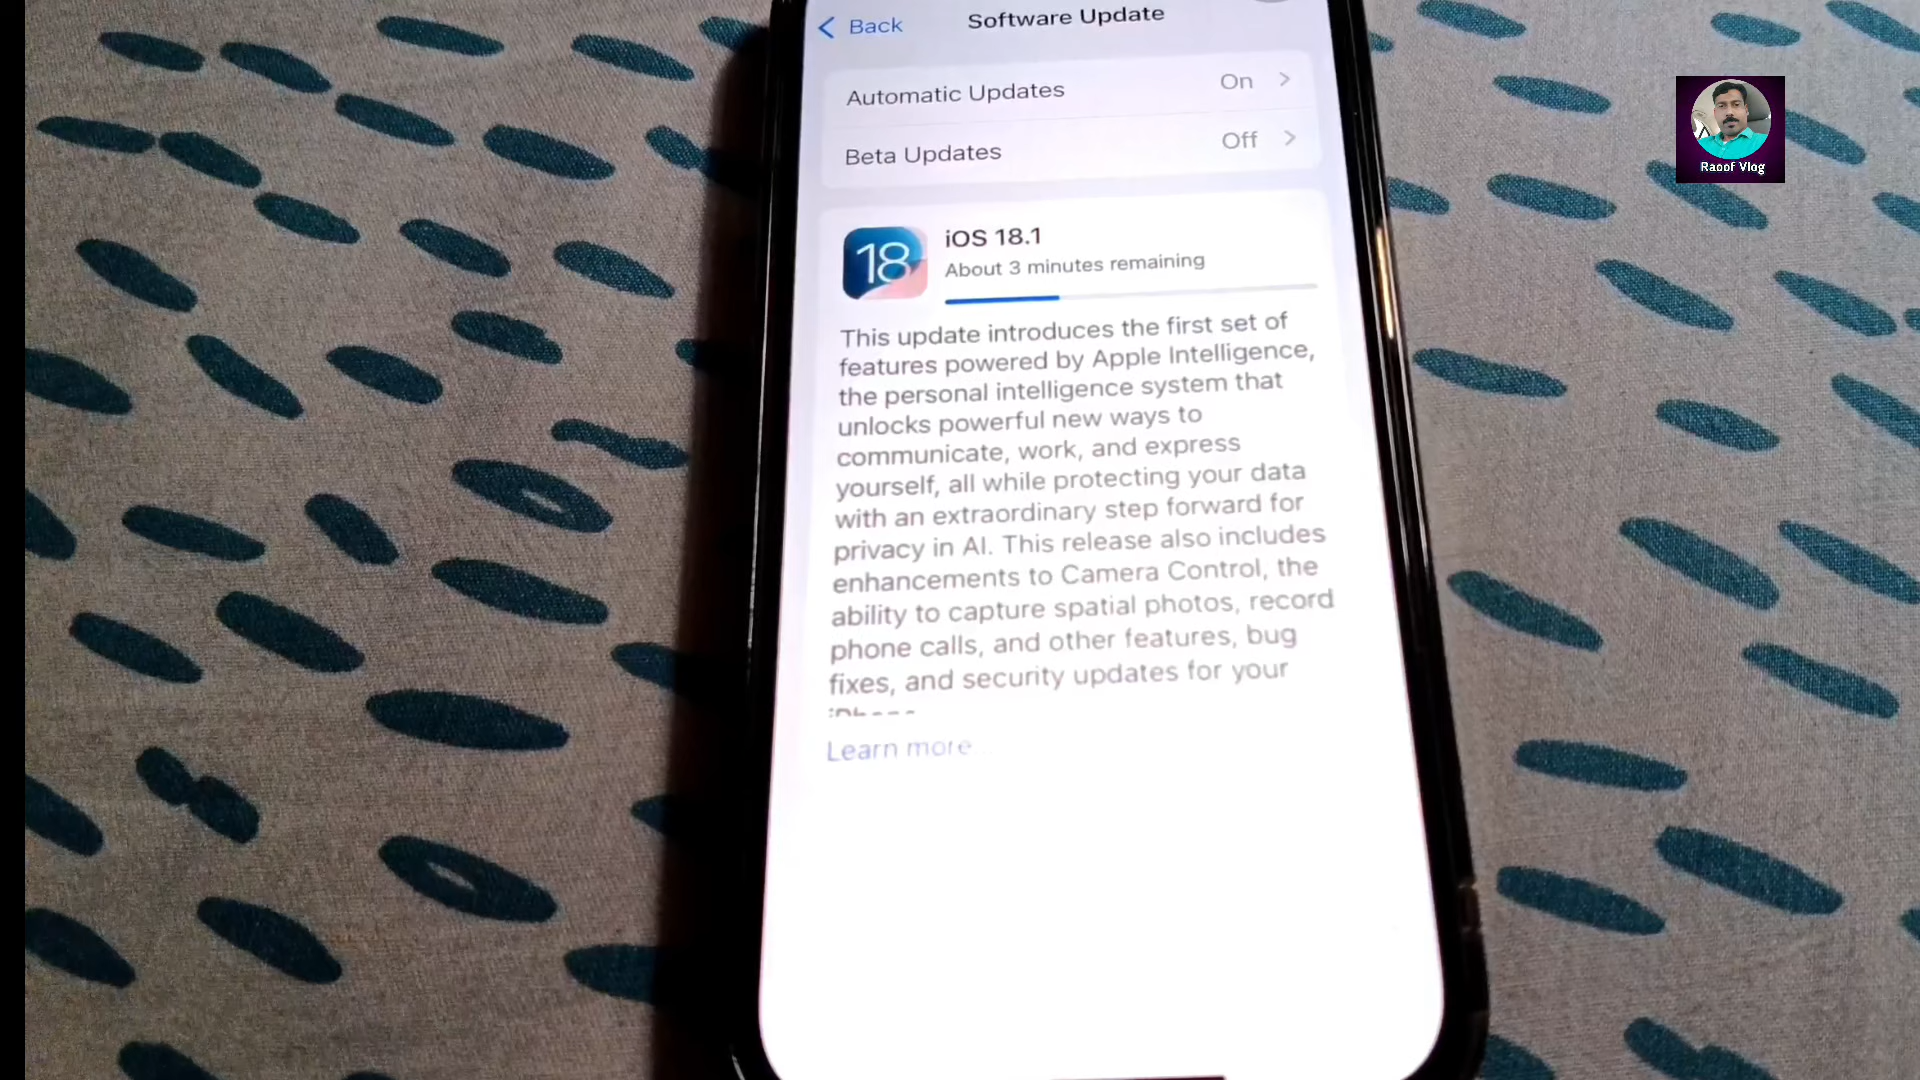 Back
Software Update
Automatic Updates
On
Beta Updates
Off
18
iOS 18.1
About 3 minutes remaining
This update introduces the first set of
features powered by Apple Intelligence,
the personal intelligence system that
unlocks powerful new ways to
communicate, work, and express
yourself, all while protecting your data
with an extraordinary step forward for
privacy in AI. This release also includes
enhancements to Camera Control, the
ability to capture spatial photos, record
phone calls, and other features, bug
fixes, and security updates for your
Learn more...
Raoof Vlog